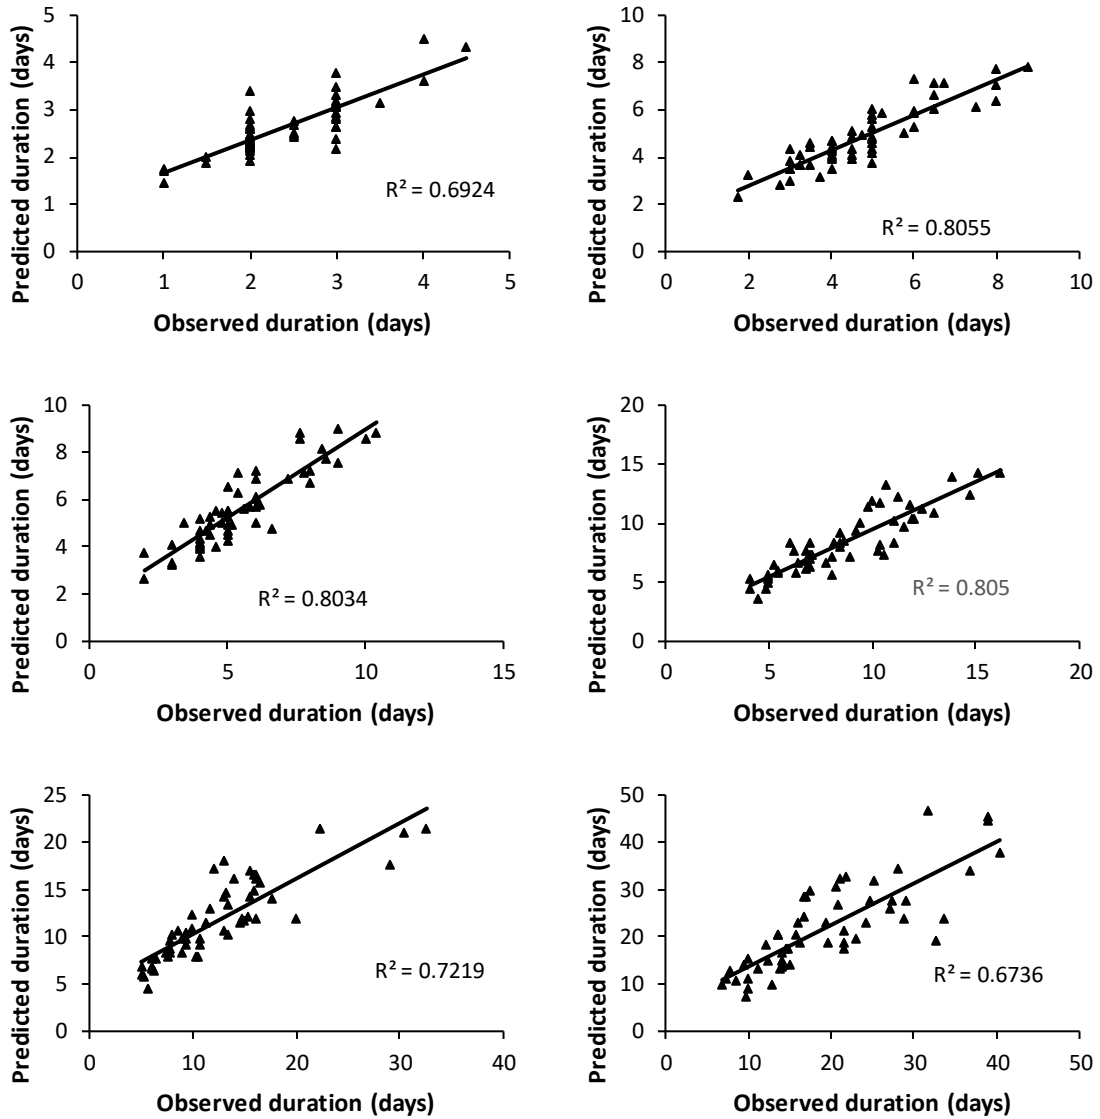 Predicted duration (days)
5
4
3
2
1
0
R² = 0.6924
0 1 2 3 4 5
Observed duration (days)
Predicted duration (days)
10
8
6
4
2
0
R² = 0.8055
0 2 4 6 8 10
Observed duration (days)
Predicted duration (days)
10
8
6
4
2
0
R² = 0.8034
0 5 10 15
Observed duration (days)
Predicted duration (days)
20
15
10
5
0
R² = 0.805
0 5 10 15 20
Observed duration (days)
Predicted duration (days)
25
20
15
10
5
0
R² = 0.7219
0 10 20 30 40
Observed duration (days)
Predicted duration (days)
50
40
30
20
10
0
R² = 0.6736
0 10 20 30 40 50
Observed duration (days)